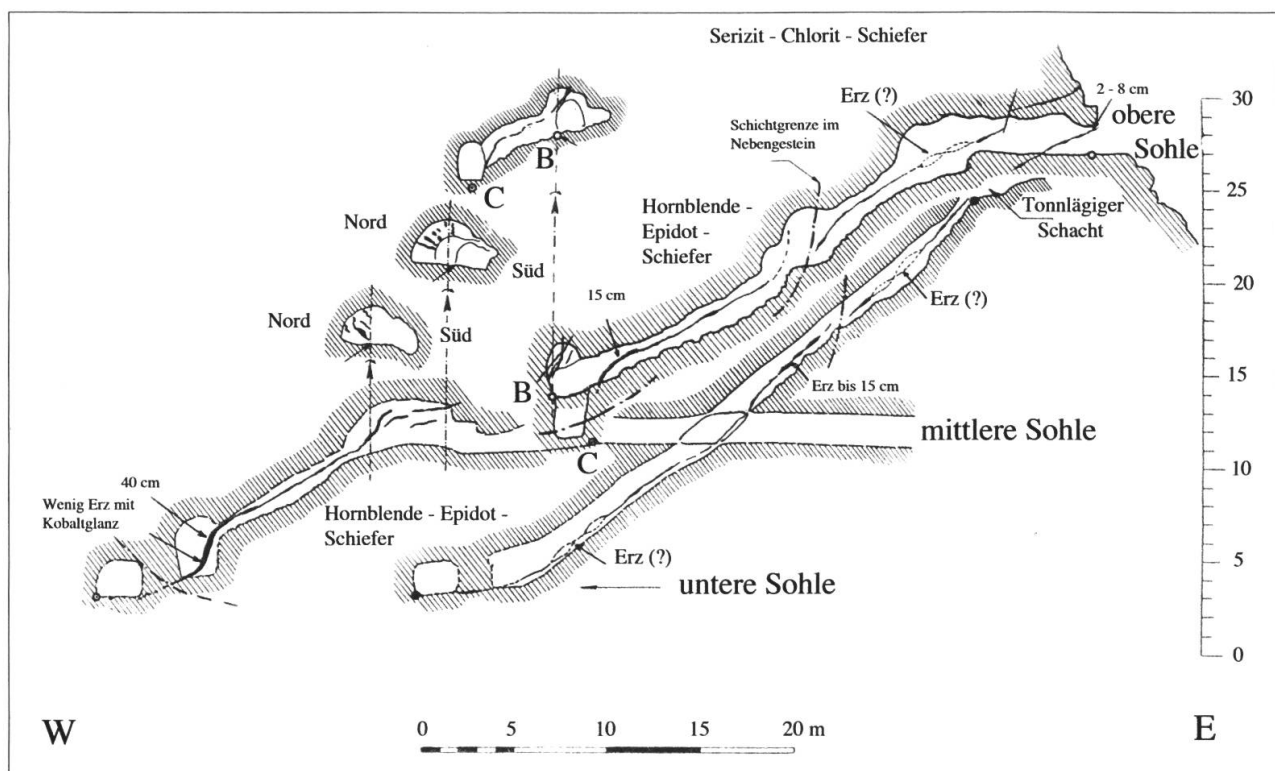 Serizit - Chlorit - Schiefer
Erz (?)
2 - 8 cm
obere
Sohle
Schichtgrenze im
Nebengestein
B
C
Nord
Süd
Hornblende -
Epidot -
Schiefer
Tonnlägiger
Schacht
Erz (?)
15 cm
Nord
Süd
B
Erz bis 15 cm
mittlere Sohle
C
40 cm
Wenig Erz mit
Kobaltglanz
Hornblende - Epidot -
Schiefer
Erz (?)
untere Sohle
30
25
20
15
10
5
0
W
E
0 5 10 15 20 m